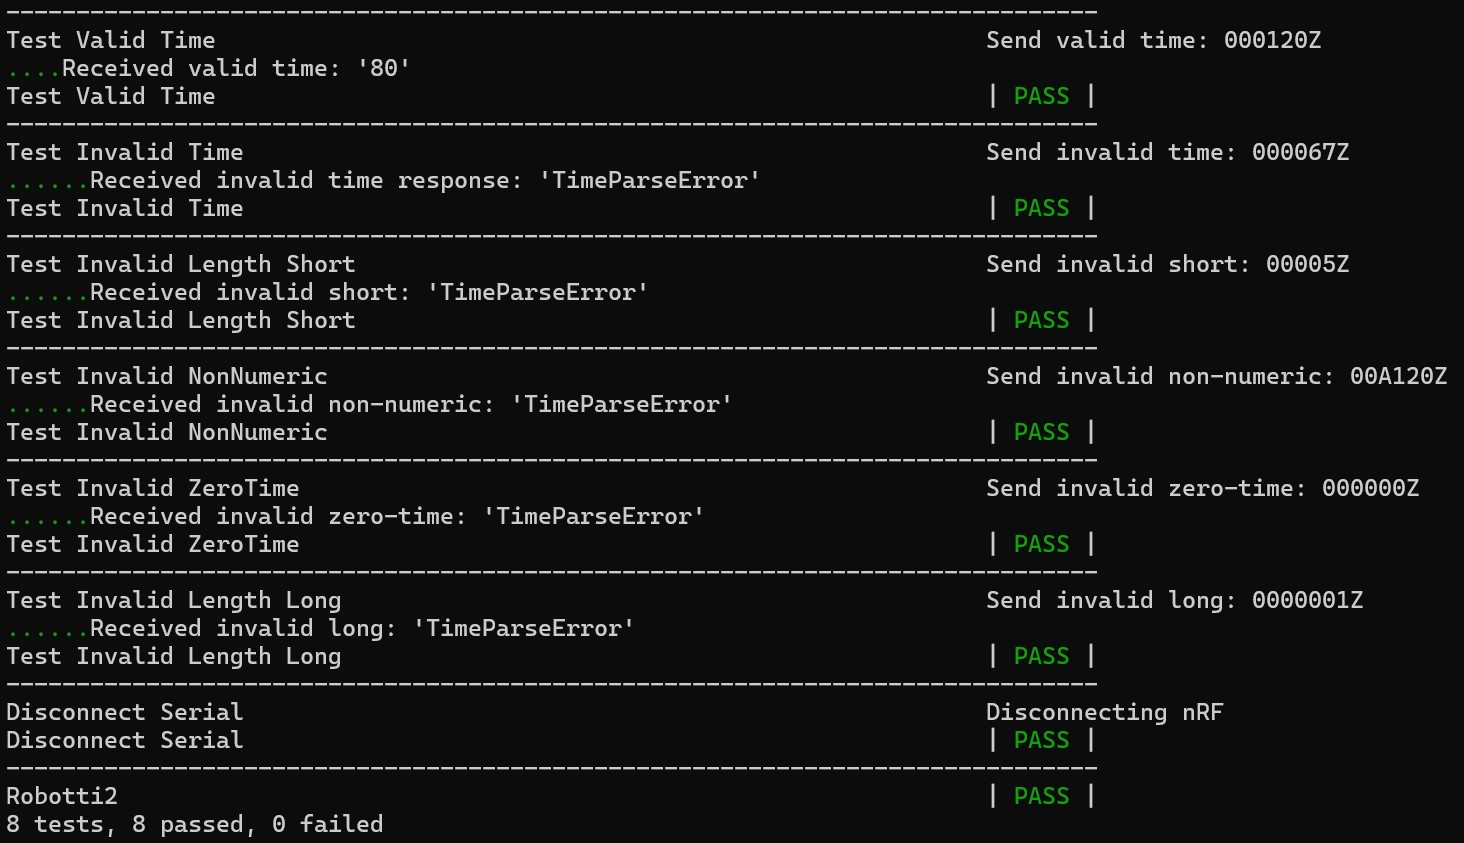 ------------------------------------------------------------------------------
Test Valid Time                                                       Send valid time: 000120Z
....Received valid time: '80'
Test Valid Time                                                       | PASS |
------------------------------------------------------------------------------
Test Invalid Time                                                     Send invalid time: 000067Z
......Received invalid time response: 'TimeParseError'
Test Invalid Time                                                     | PASS |
------------------------------------------------------------------------------
Test Invalid Length Short                                             Send invalid short: 00005Z
......Received invalid short: 'TimeParseError'
Test Invalid Length Short                                             | PASS |
------------------------------------------------------------------------------
Test Invalid NonNumeric                                               Send invalid non-numeric: 00A120Z
......Received invalid non-numeric: 'TimeParseError'
Test Invalid NonNumeric                                               | PASS |
------------------------------------------------------------------------------
Test Invalid ZeroTime                                                 Send invalid zero-time: 000000Z
......Received invalid zero-time: 'TimeParseError'
Test Invalid ZeroTime                                                 | PASS |
------------------------------------------------------------------------------
Test Invalid Length Long                                              Send invalid long: 0000001Z
......Received invalid long: 'TimeParseError'
Test Invalid Length Long                                              | PASS |
------------------------------------------------------------------------------
Disconnect Serial                                                     Disconnecting nRF
Disconnect Serial                                                     | PASS |
------------------------------------------------------------------------------
Robotti2                                                              | PASS |
8 tests, 8 passed, 0 failed